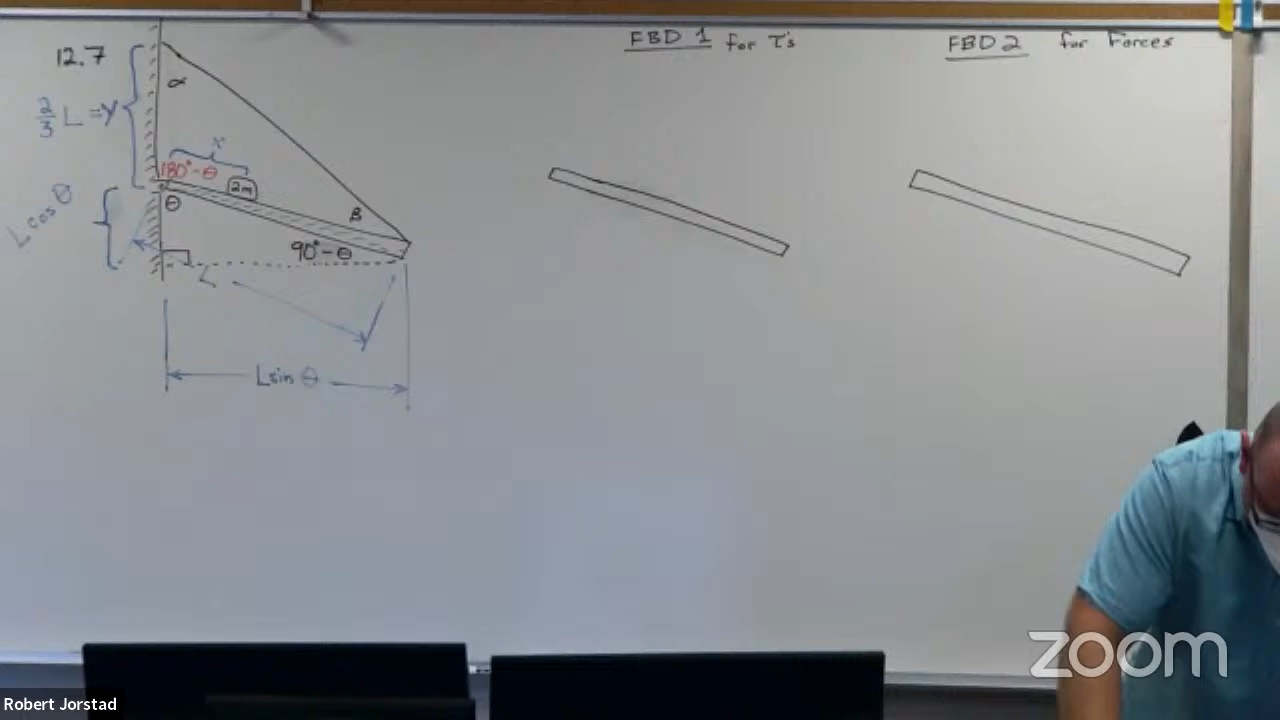 12.7
FBD 1 for τ's
FBD 2 for Forces
α
2/3 L = y
x
180° - θ
2m
θ
β
L cos θ
90° - θ
L
L sin θ
zoom
Robert Jorstad